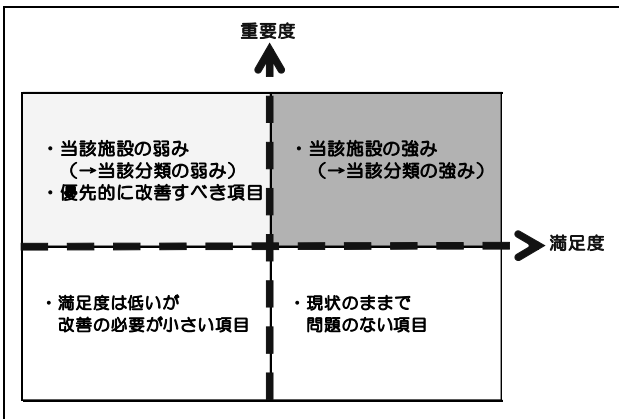 重要度
・当該施設の弱み
（→当該分類の弱み）
・優先的に改善すべき項目
・当該施設の強み
（→当該分類の強み）
満足度
・満足度は低いが
改善の必要が小さい項目
・現状のままで
問題のない項目